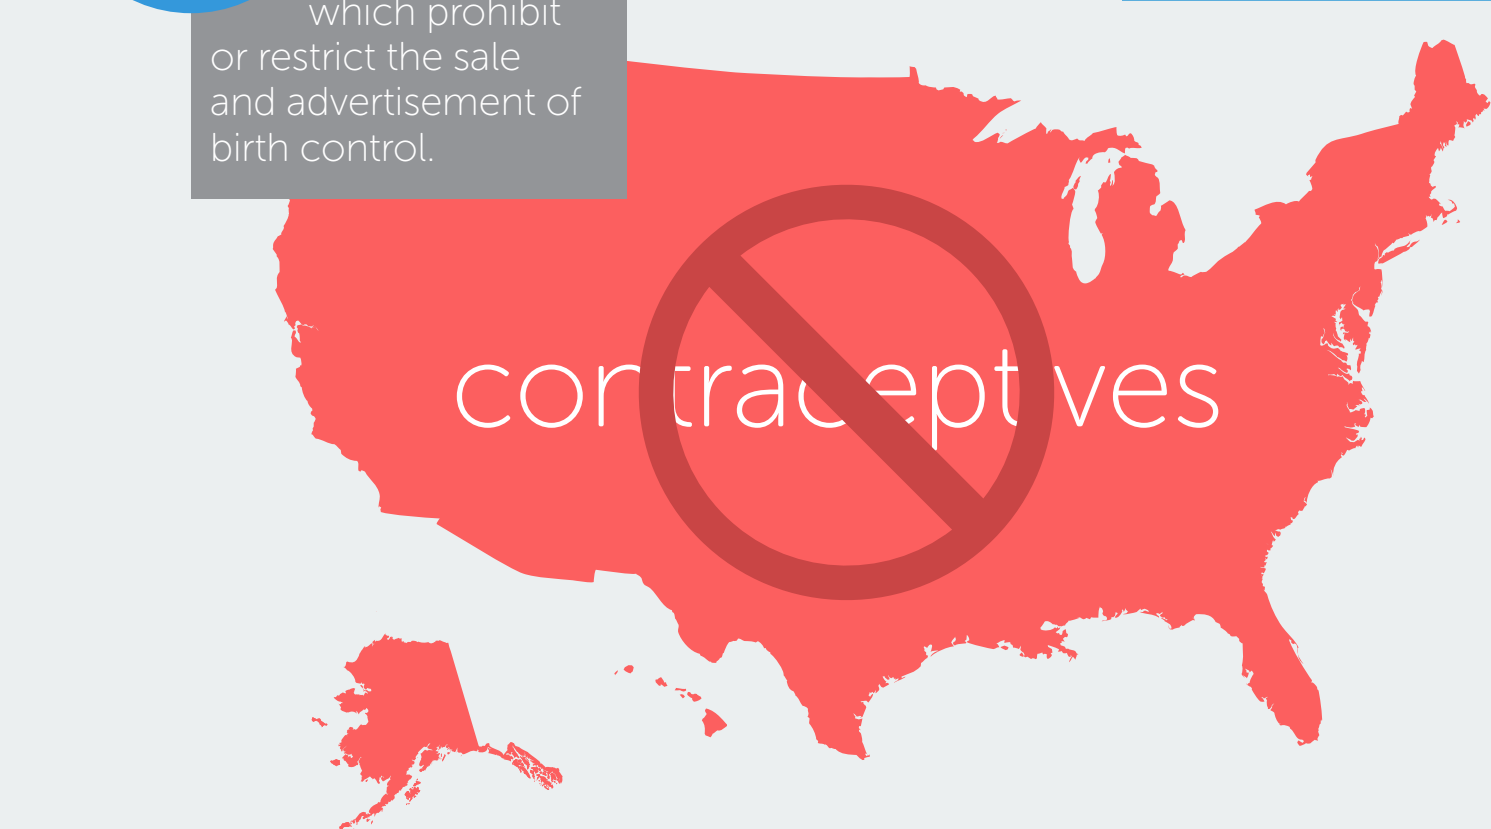 which prohibit
or restrict the sale
and advertisement of
birth control.
contraceptives